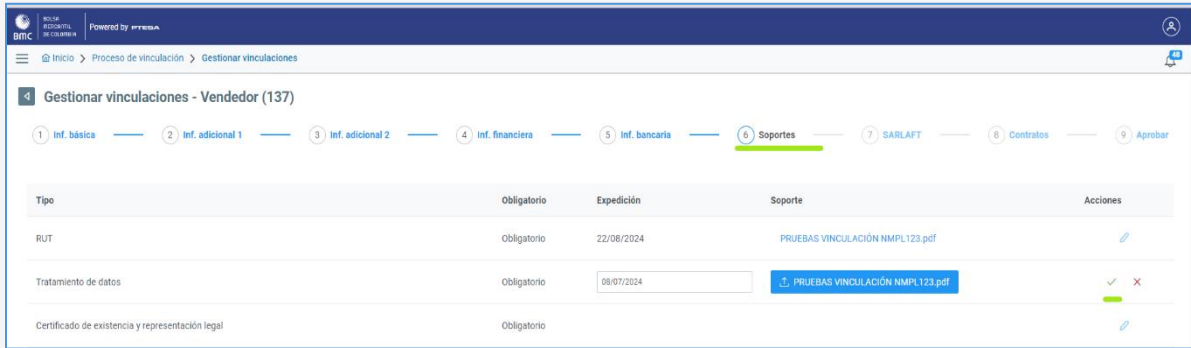 BMC BOLSA MERCANTIL DE COLOMBIA Powered by PTESA
Inicio > Proceso de vinculación > Gestionar vinculaciones 48
Gestionar vinculaciones - Vendedor (137)
1 Inf. básica 2 Inf. adicional 1 3 Inf. adicional 2 4 Inf. financiera 5 Inf. bancaria 6 Soportes 7 SARLAFT 8 Contratos 9 Aprobar
Tipo Obligatorio Expedición Soporte Acciones
RUT Obligatorio 22/08/2024 PRUEBAS VINCULACIÓN NMPL123.pdf
Tratamiento de datos Obligatorio 08/07/2024 PRUEBAS VINCULACIÓN NMPL123.pdf
Certificado de existencia y representación legal Obligatorio